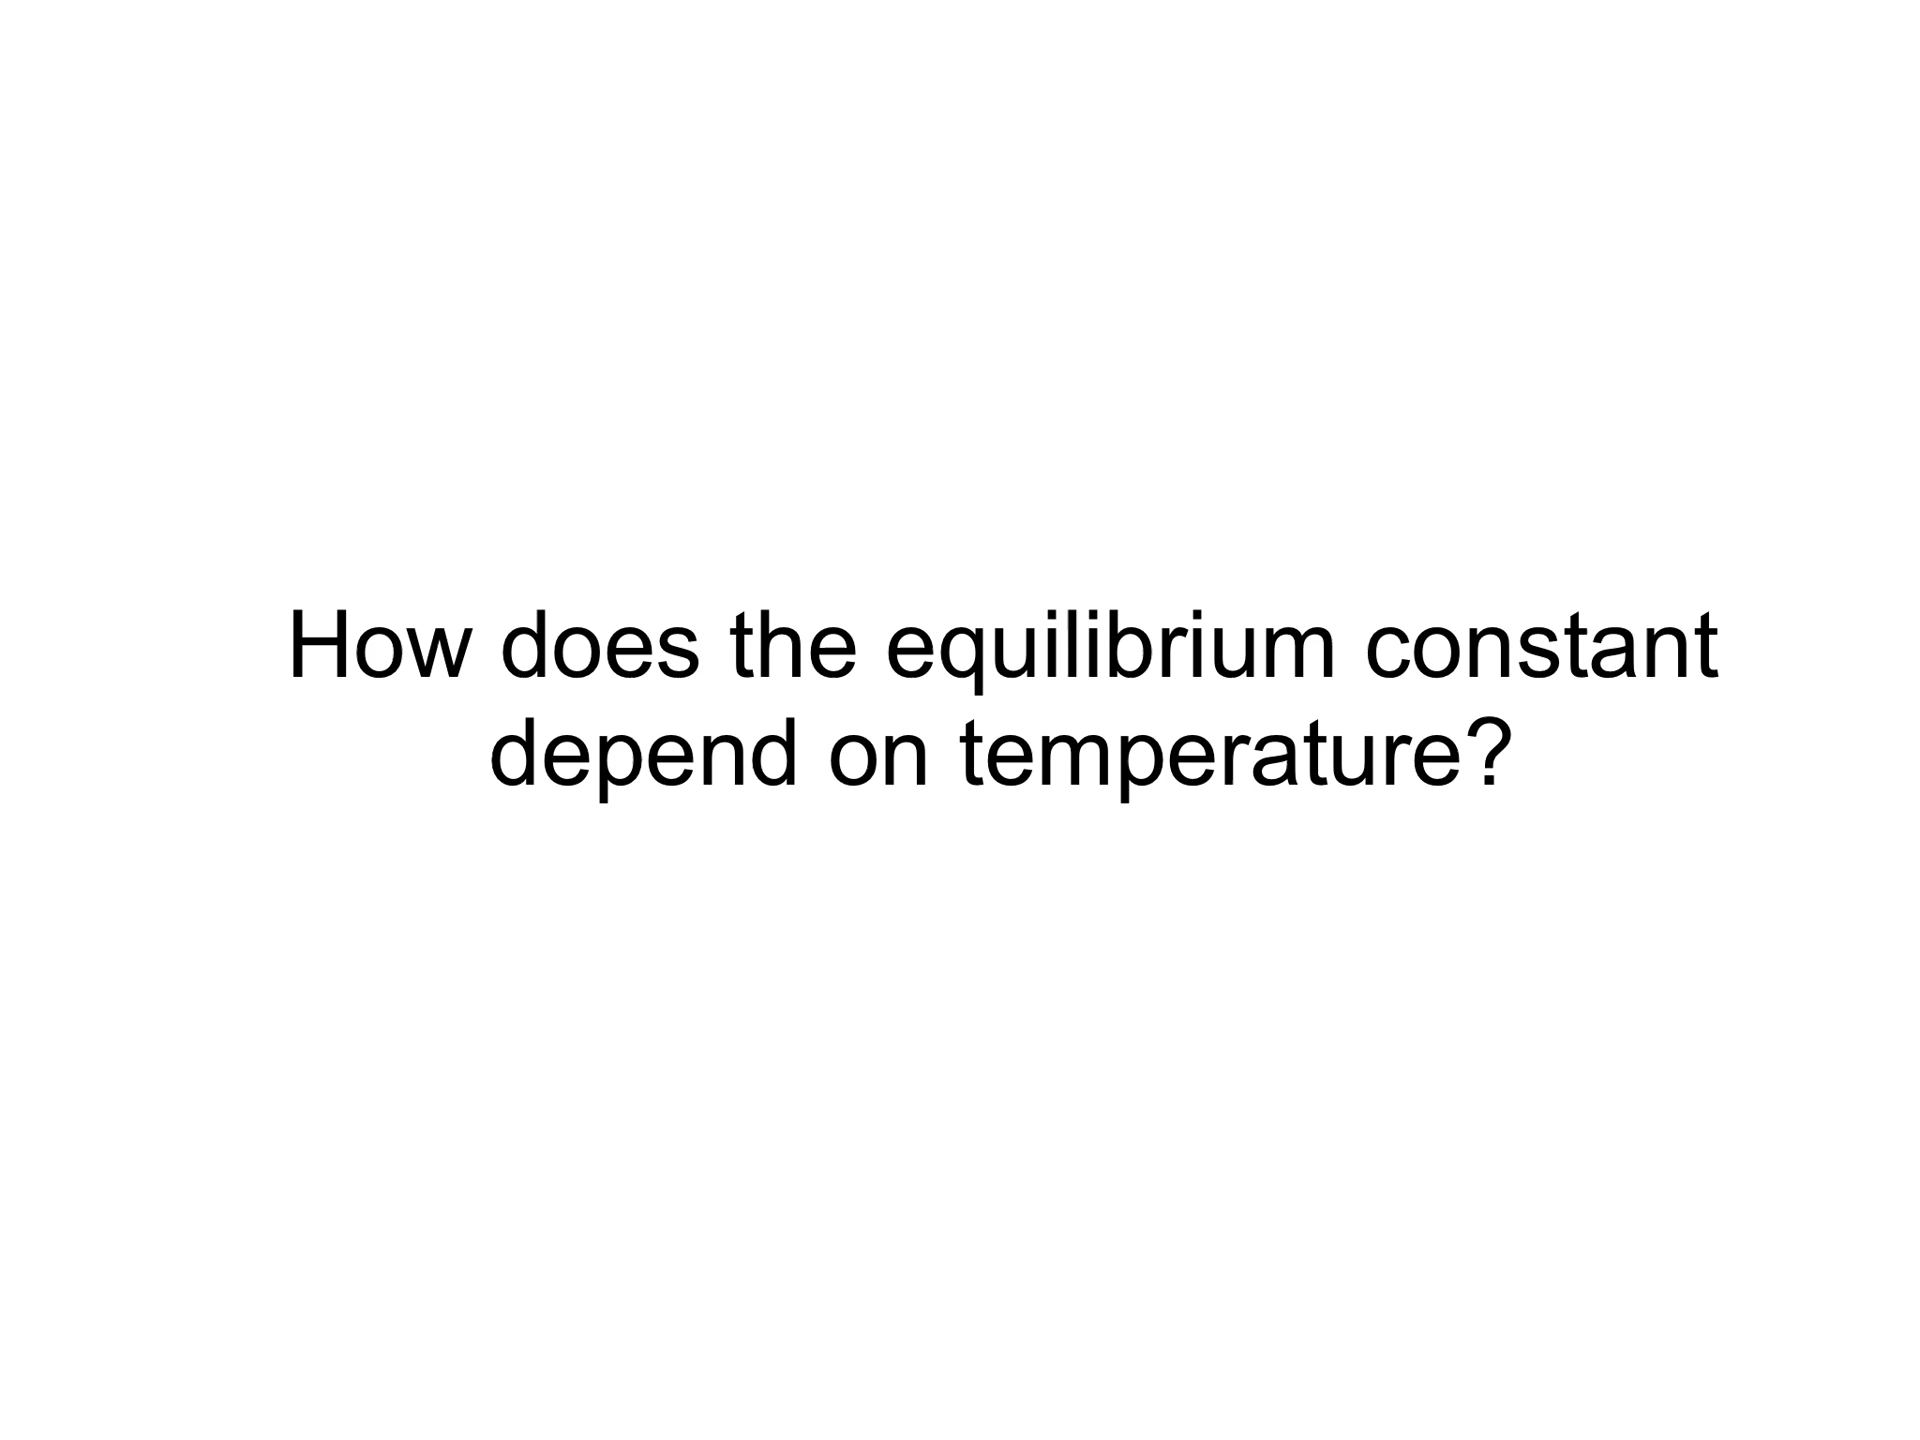 How does the equilibrium constant
depend on temperature?